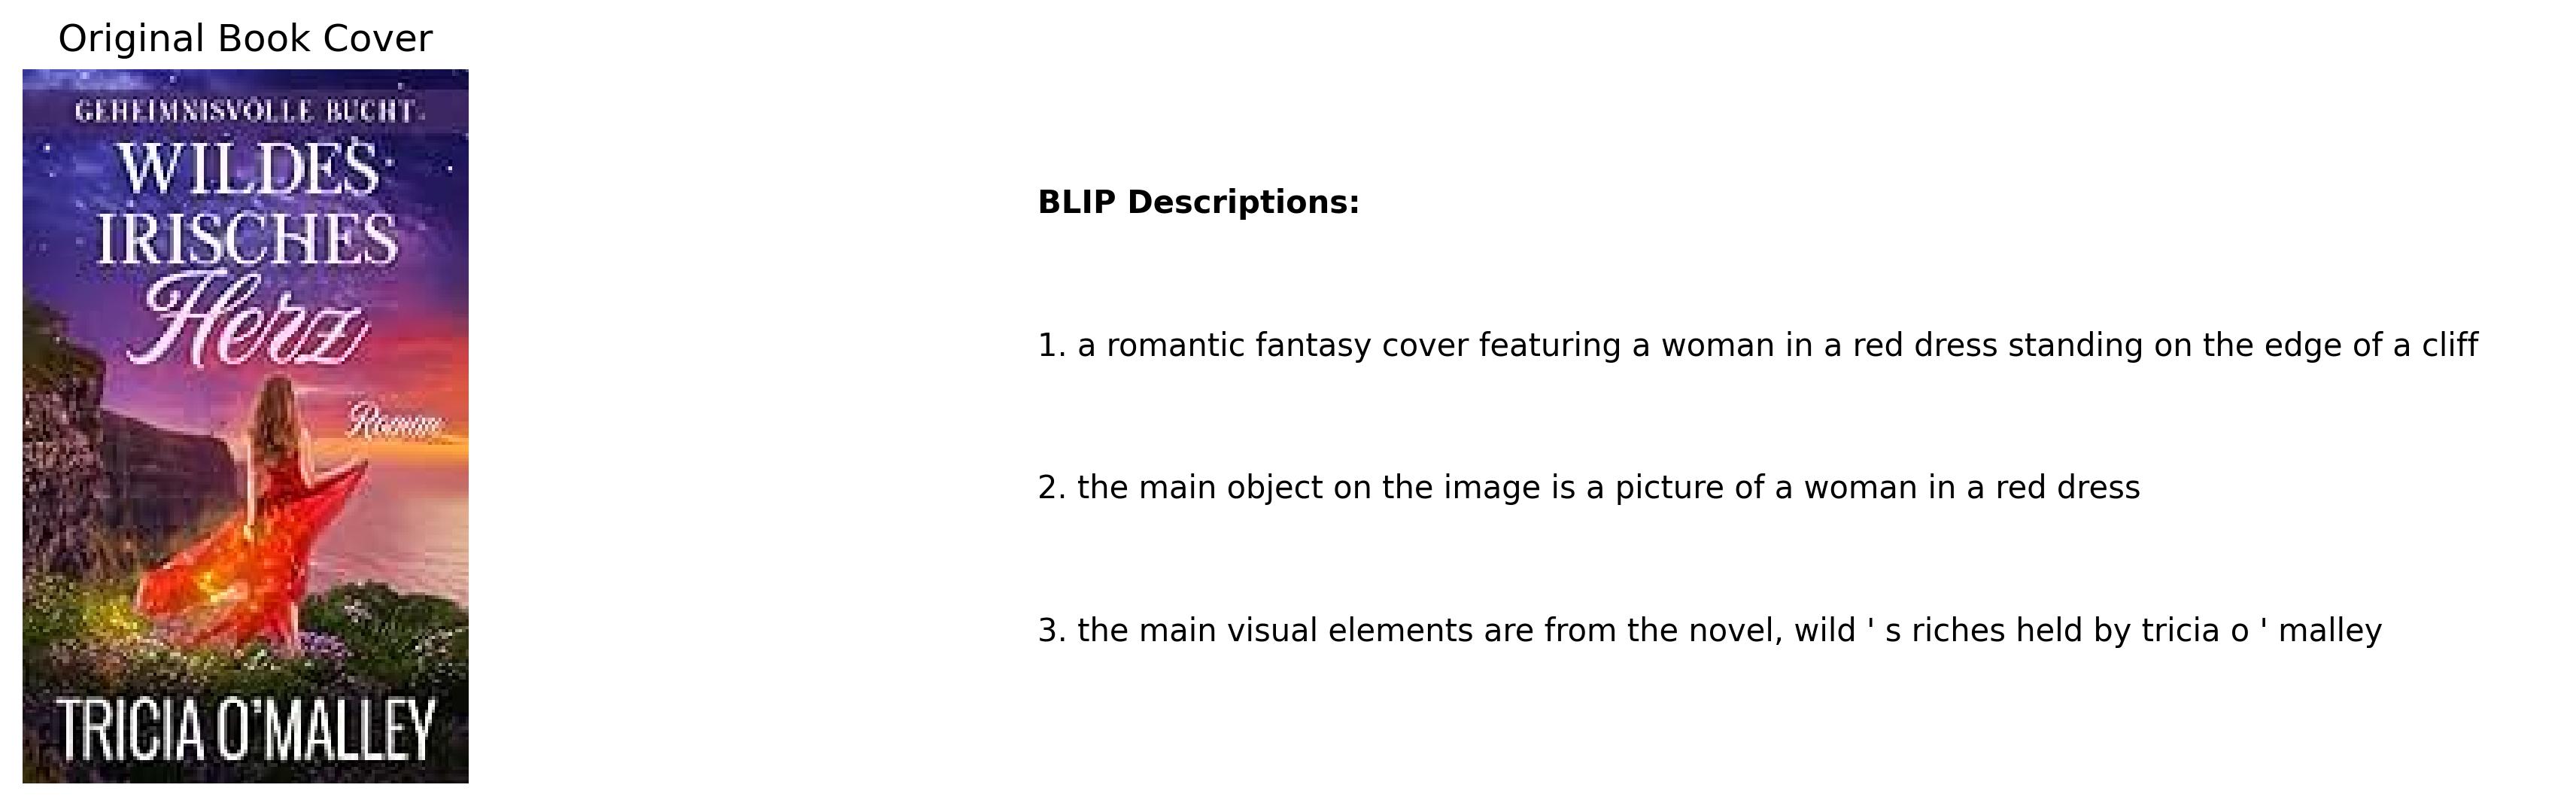 Original Book Cover
GEHEIMNISVOLLE BUCHT
WILDES
IRISCHES
Herz
Roman
TRICIA O'MALLEY
BLIP Descriptions:
1. a romantic fantasy cover featuring a woman in a red dress standing on the edge of a cliff
2. the main object on the image is a picture of a woman in a red dress
3. the main visual elements are from the novel, wild ' s riches held by tricia o ' malley